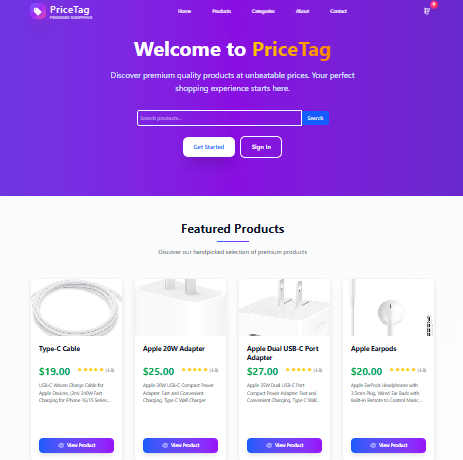 PriceTag
PREMIUM SHOPPING
Home Products Categories About Contact
Welcome to PriceTag
Discover premium quality products at unbeatable prices. Your perfect
shopping experience starts here.
Search products...
Search
Get Started
Sign In
Featured Products
Discover our handpicked selection of premium products
Type-C Cable
$19.00 ★★★★★ (4.8)
USB-C Woven Charge Cable for
Apple Devices, (2m) 240W Fast
Charging for iPhone 16/15 Series,...
View Product
Apple 20W Adapter
$25.00 ★★★★★ (4.8)
Apple 30W USB-C Compact Power
Adapter: Fast and Convenient
Charging, Type C Wall Charger
View Product
Apple Dual USB-C Port
Adapter
$27.00 ★★★★★ (4.8)
Apple 35W Dual USB-C Port
Compact Power Adapter: Fast and
Convenient Charging, Type-C Wall...
View Product
Apple Earpods
$20.00 ★★★★★ (4.8)
Apple EarPods Headphones with
3.5mm Plug, Wired Ear Buds with
Built-in Remote to Control Music,...
View Product